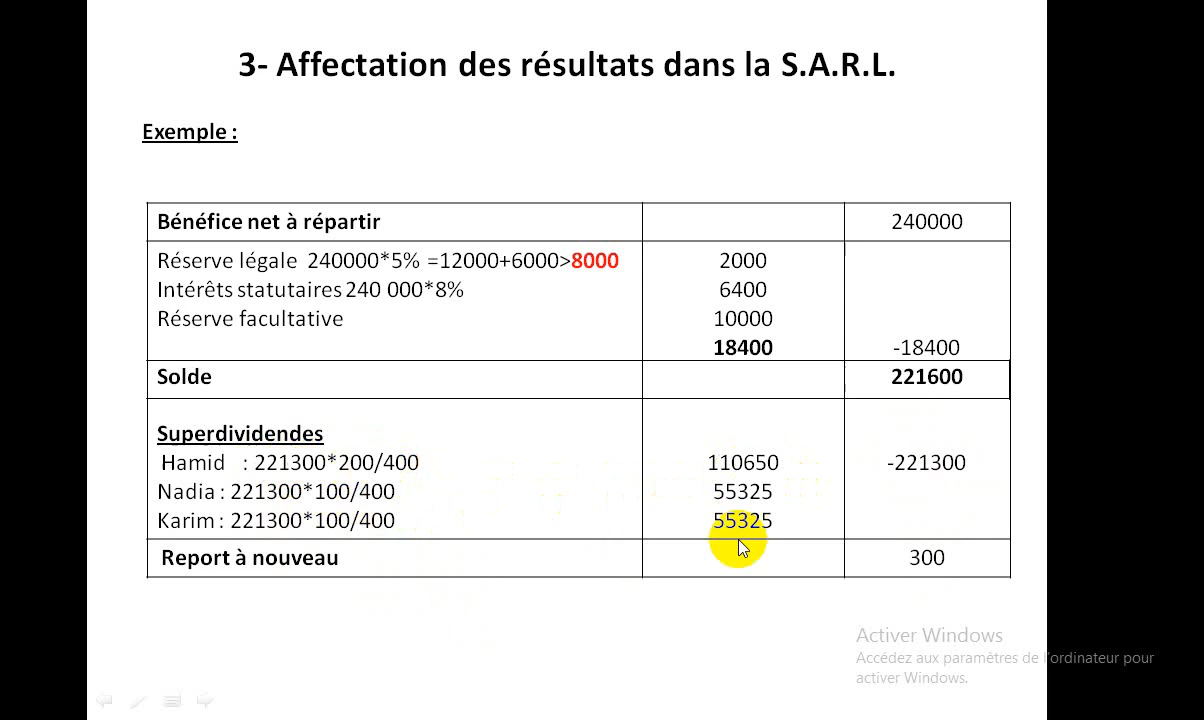 3- Affectation des résultats dans la S.A.R.L.
Exemple :
Bénéfice net à répartir 240000
Réserve légale 240000*5% =12000+6000>8000 2000
Intérêts statutaires 240 000*8% 6400
Réserve facultative 10000
18400 -18400
Solde 221600
Superdividendes
Hamid : 221300*200/400 110650 -221300
Nadia : 221300*100/400 55325
Karim : 221300*100/400 55325
Report à nouveau 300
Activer Windows
Accédez aux paramètres de l'ordinateur pour
activer Windows.